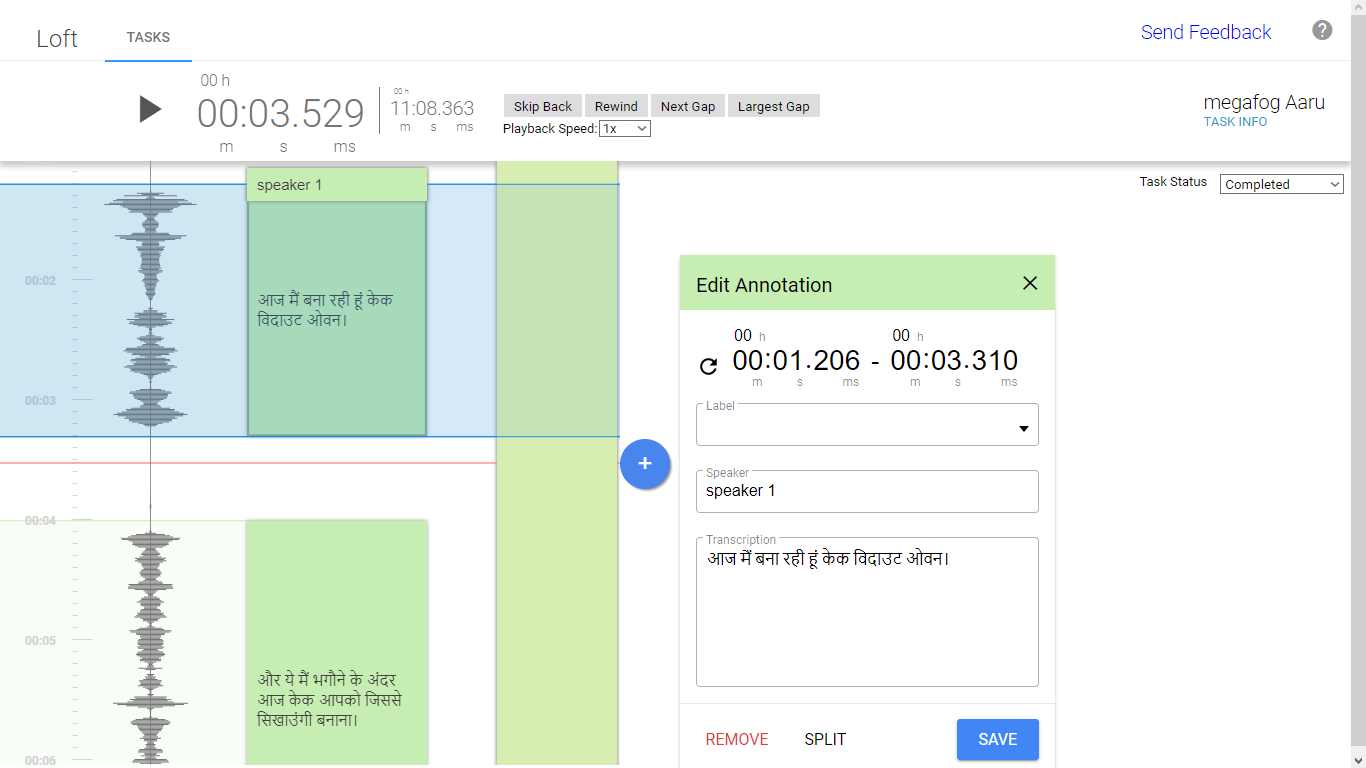 Loft
TASKS
Send Feedback
?
00 h
00:03.529
m s ms
00 h
11:08.363
m s ms
Skip Back Rewind Next Gap Largest Gap
Playback Speed: 1x
megafog Aaru
TASK INFO
Task Status Completed
speaker 1
00:02
आज मैं बना रही हूं केक
विदाउट ओवन।
00:03
00:04
00:05
और ये मैं भगौने के अंदर
आज केक आपको जिससे
सिखाउंगी बनाना।
00:06
+
Edit Annotation
00 h 00 h
00:01.206 - 00:03.310
m s ms m s ms
Label
Speaker
speaker 1
Transcription
आज मैं बना रही हूं केक विदाउट ओवन।
REMOVE SPLIT SAVE